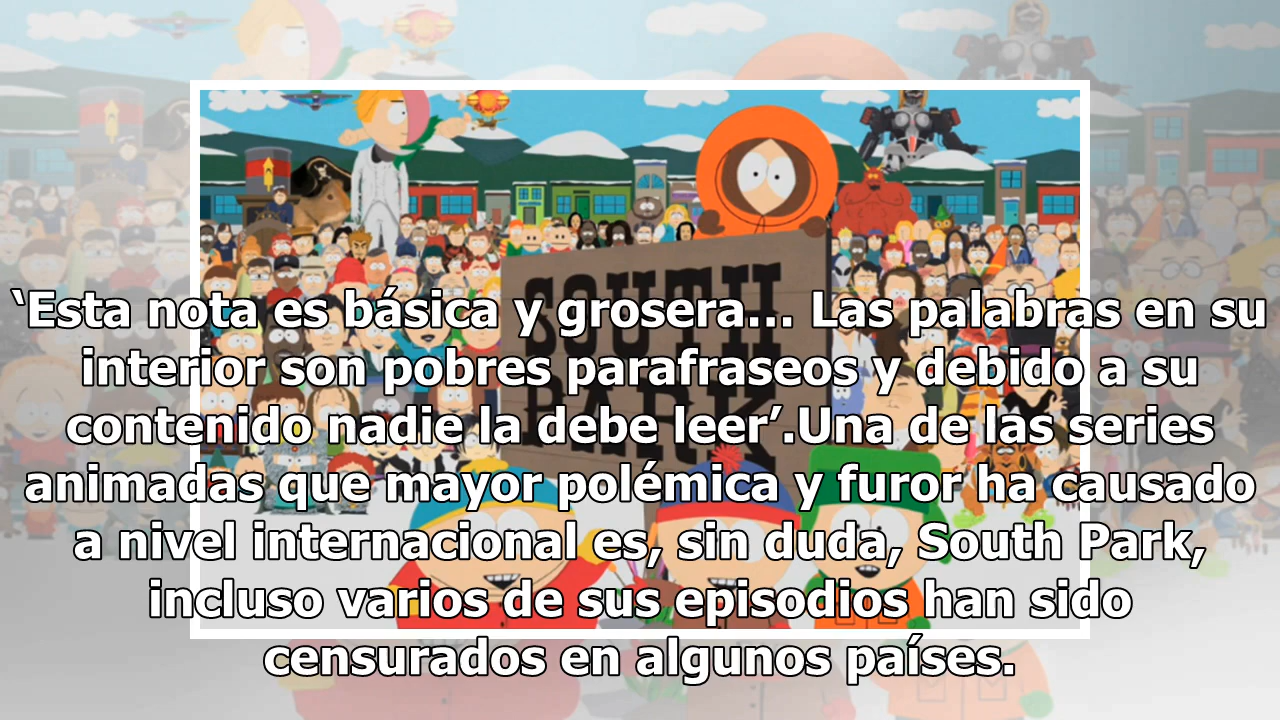 ‘Esta nota es básica y grosera... Las palabras en su
interior son pobres parafraseos y debido a su
contenido nadie la debe leer’.Una de las series
animadas que mayor polémica y furor ha causado
a nivel internacional es, sin duda, South Park,
incluso varios de sus episodios han sido
censurados en algunos países.
SOUTH
PARK